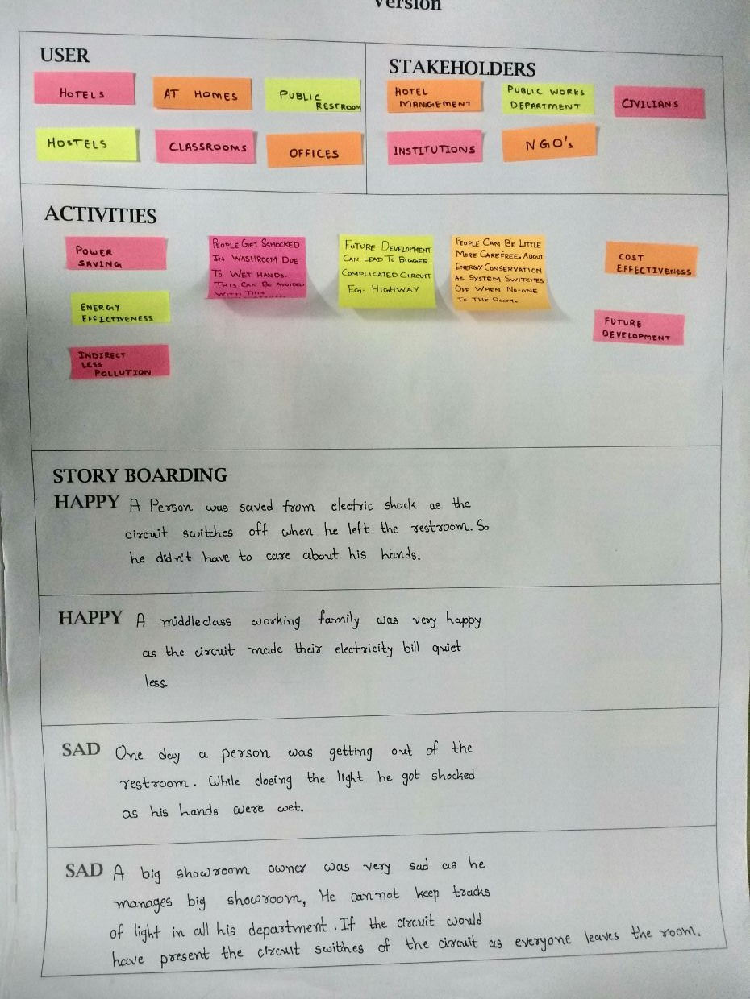 Version
USER
HOTELS
AT HOMES
PUBLIC
RESTROOM
HOSTELS
CLASSROOMS
OFFICES
STAKEHOLDERS
HOTEL
MANAGEMENT
PUBLIC WORKS
DEPARTMENT
CIVILIANS
INSTITUTIONS
NGO's
ACTIVITIES
POWER
SAVING
ENERGY
EFFICTIVENESS
INDIRECT
LESS
POLLUTION
PEOPLE GET SCHOCKED
IN WASHROOM DUE
TO WET HANDS.
THIS CAN BE AVOIDED
WITH THIS
FUTURE DEVELOPMENT
CAN LEAD TO BIGGER
COMPLICATED CIRCUIT
EG. HIGHWAY
PEOPLE CAN BE LITTLE
MORE CAREFREE. ABOUT
ENERGY CONSERVATION
AS SYSTEM SWITCHES
OFF WHEN NO-ONE
IS THE ROOM.
COST
EFFECTIVENESS
FUTURE
DEVELOPMENT
STORY BOARDING
HAPPY A Person was saved from electric shock as the
circuit switches off when he left the restroom. So
he didn't have to care about his hands.
HAPPY A middleclass working family was very happy
as the circuit made their electricity bill quiet
less.
SAD One day a person was getting out of the
restroom. While closing the light he got shocked
as his hands were wet.
SAD A big showroom owner was very sad as he
manages big showroom, He cannot keep tracks
of light in all his department. If the circuit would
have present the circuit switches of the circuit as everyone leaves the room.